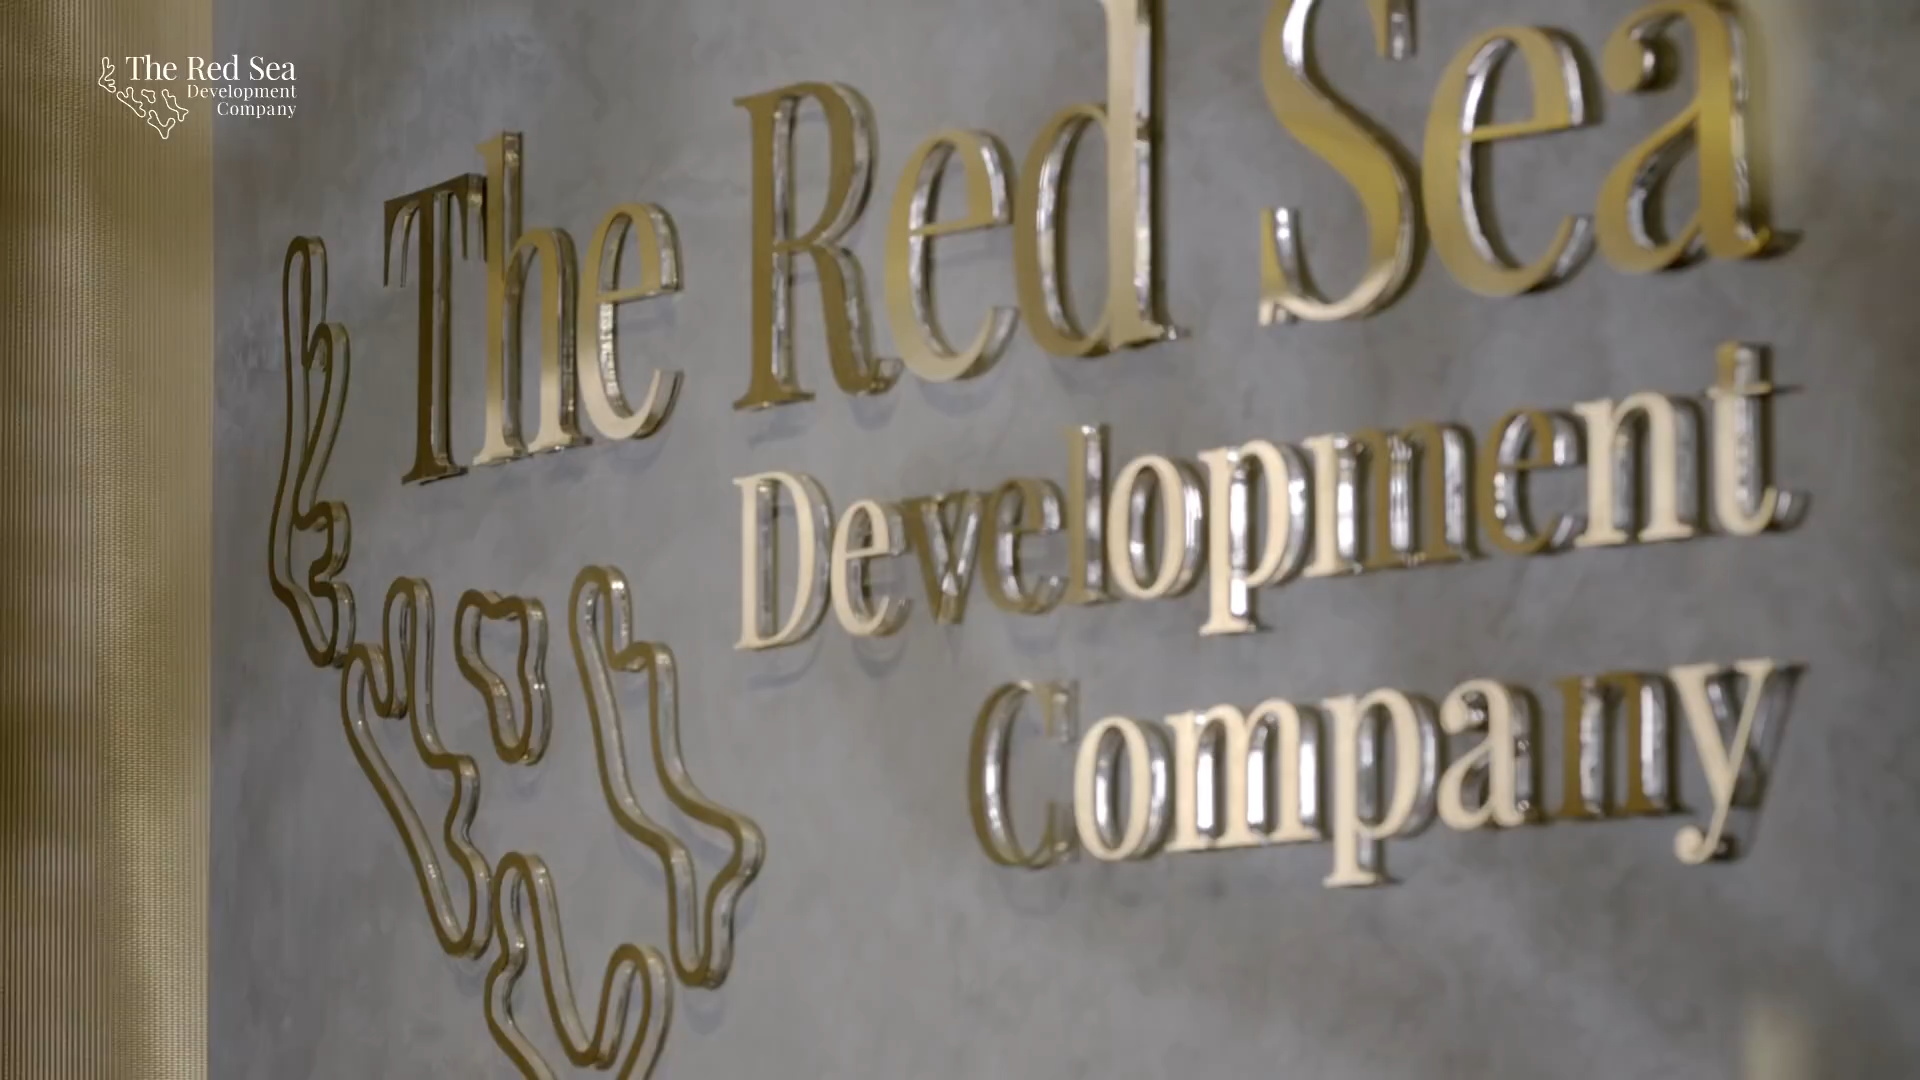 The Red Sea
Development
Company
The Red Sea
Development
Company